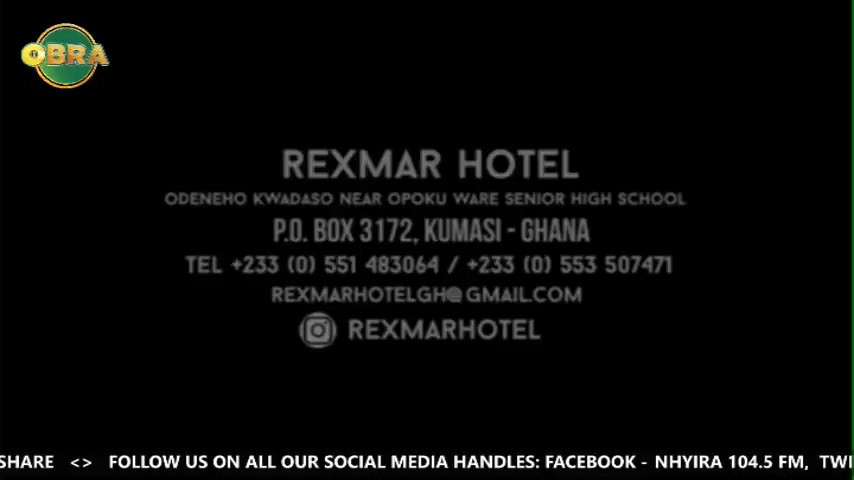 OBRA
REXMAR HOTEL
ODENEHO KWADASO NEAR OPOKU WARE SENIOR HIGH SCHOOL
P.O. BOX 3172, KUMASI - GHANA
TEL +233 (0) 551 483064 / +233 (0) 553 507471
REXMARHOTELGH@GMAIL.COM
REXMARHOTEL
SHARE <> FOLLOW US ON ALL OUR SOCIAL MEDIA HANDLES: FACEBOOK - NHYIRA 104.5 FM, TWI